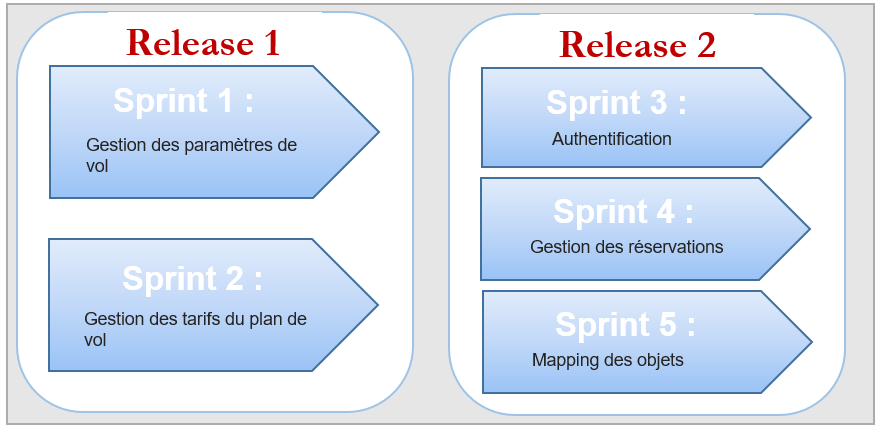 Release 1
Sprint 1 :
Gestion des paramètres de
vol
Sprint 2 :
Gestion des tarifs du plan de
vol
Release 2
Sprint 3 :
Authentification
Sprint 4 :
Gestion des réservations
Sprint 5 :
Mapping des objets